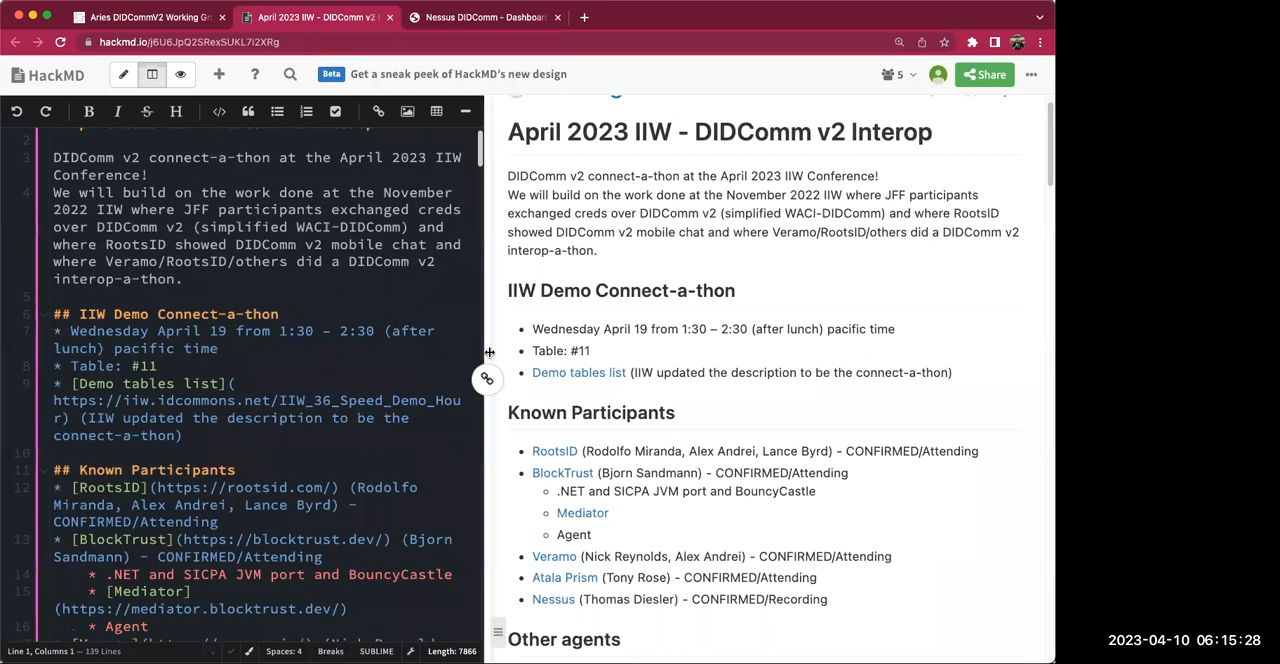 Aries DIDCommV2 Working Gr
April 2023 IIW - DIDComm v2 I
Nessus DIDComm - Dashboar
hackmd.io/j6U6JpQ2SRexSUKL7i2XRg
HackMD
Beta
Get a sneak peek of HackMD's new design
5
Share
B I S H
2
3 DIDComm v2 connect-a-thon at the April 2023 IIW
Conference!
4 We will build on the work done at the November
2022 IIW where JFF participants exchanged creds
over DIDComm v2 (simplified WACI-DIDComm) and
where RootsID showed DIDComm v2 mobile chat and
where Veramo/RootsID/others did a DIDComm v2
interop-a-thon.
5
6 ## IIW Demo Connect-a-thon
7 * Wednesday April 19 from 1:30 – 2:30 (after
lunch) pacific time
8 * Table: #11
9 * [Demo tables list](
https://iiw.idcommons.net/IIW_36_Speed_Demo_Hou
r) (IIW updated the description to be the
connect-a-thon)
10
11 ## Known Participants
12 * [RootsID](https://rootsid.com/) (Rodolfo
Miranda, Alex Andrei, Lance Byrd) -
CONFIRMED/Attending
13 * [BlockTrust](https://blocktrust.dev/) (Bjorn
Sandmann) - CONFIRMED/Attending
14 * .NET and SICPA JVM port and BouncyCastle
15 * [Mediator]
(https://mediator.blocktrust.dev/)
16 * Agent
Line 1, Columns 1 — 139 Lines
Spaces: 4
Breaks
SUBLIME
Length: 7866
April 2023 IIW - DIDComm v2 Interop
DIDComm v2 connect-a-thon at the April 2023 IIW Conference!
We will build on the work done at the November 2022 IIW where JFF participants
exchanged creds over DIDComm v2 (simplified WACI-DIDComm) and where RootsID
showed DIDComm v2 mobile chat and where Veramo/RootsID/others did a DIDComm v2
interop-a-thon.
IIW Demo Connect-a-thon
Wednesday April 19 from 1:30 – 2:30 (after lunch) pacific time
Table: #11
Demo tables list (IIW updated the description to be the connect-a-thon)
Known Participants
RootsID (Rodolfo Miranda, Alex Andrei, Lance Byrd) - CONFIRMED/Attending
BlockTrust (Bjorn Sandmann) - CONFIRMED/Attending
.NET and SICPA JVM port and BouncyCastle
Mediator
Agent
Veramo (Nick Reynolds, Alex Andrei) - CONFIRMED/Attending
Atala Prism (Tony Rose) - CONFIRMED/Attending
Nessus (Thomas Diesler) - CONFIRMED/Recording
Other agents
2023-04-10 06:15:28